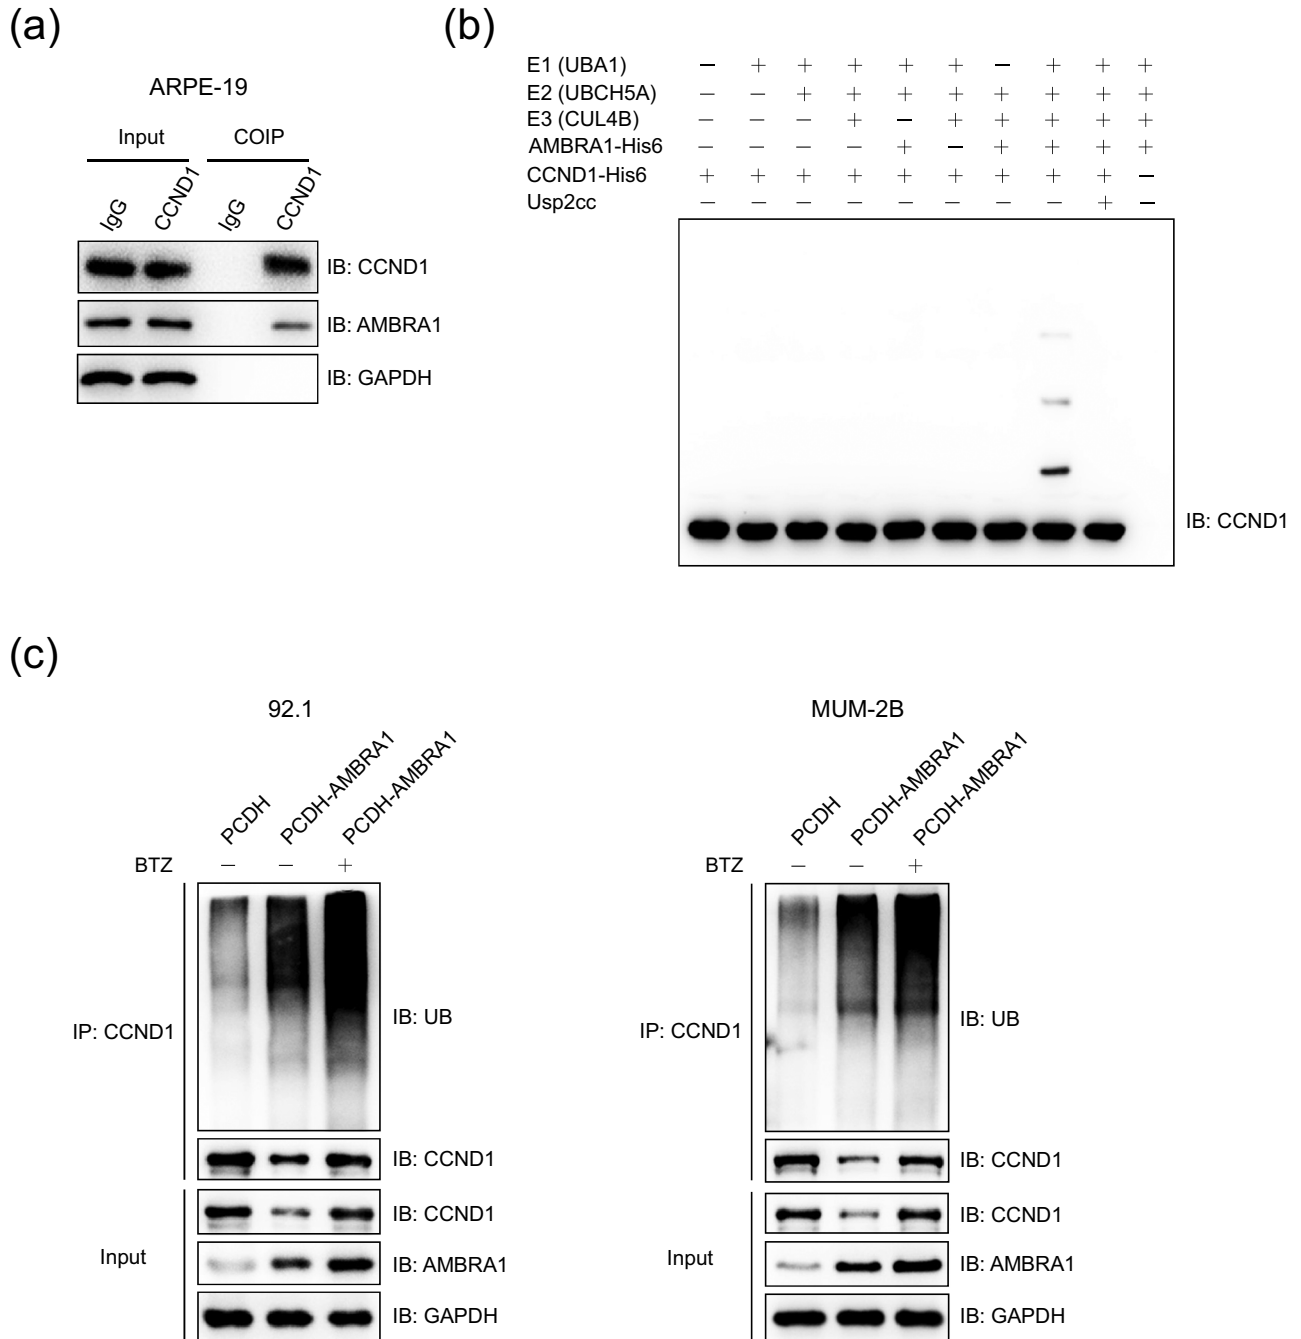 (a)
ARPE-19
Input COIP
IgG CCND1 IgG CCND1
IB: CCND1
IB: AMBRA1
IB: GAPDH
(b)
E1 (UBA1) − + + + + + − + + +
E2 (UBCH5A) − − + + + + + + + +
E3 (CUL4B) − − − + − + + + + +
AMBRA1-His6 − − − − + − + + + +
CCND1-His6 + + + + + + + + + −
Usp2cc − − − − − − − − + −
IB: CCND1
(c)
92.1
PCDH PCDH-AMBRA1 PCDH-AMBRA1
BTZ − − +
IP: CCND1
IB: UB
IB: CCND1
Input
IB: CCND1
IB: AMBRA1
IB: GAPDH
MUM-2B
PCDH PCDH-AMBRA1 PCDH-AMBRA1
BTZ − − +
IP: CCND1
IB: UB
IB: CCND1
Input
IB: CCND1
IB: AMBRA1
IB: GAPDH